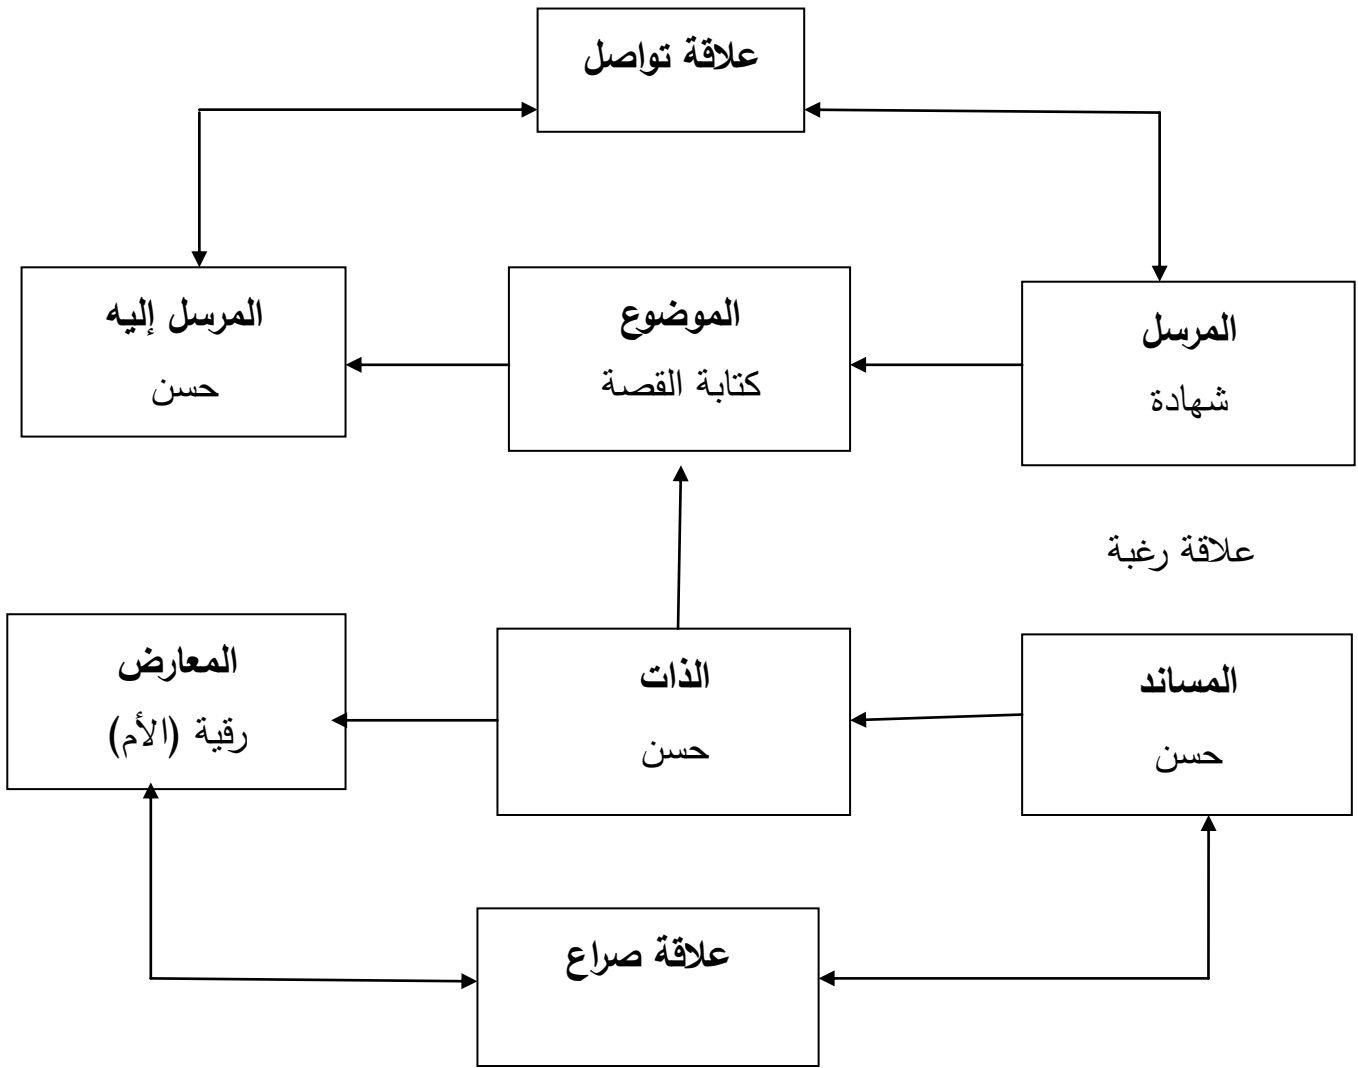 علاقة تواصل
المرسل
شهادة
الموضوع
كتابة القصة
المرسل إليه
حسن
علاقة رغبة
المساند
حسن
الذات
حسن
المعارض
رقية (الأم)
علاقة صراع